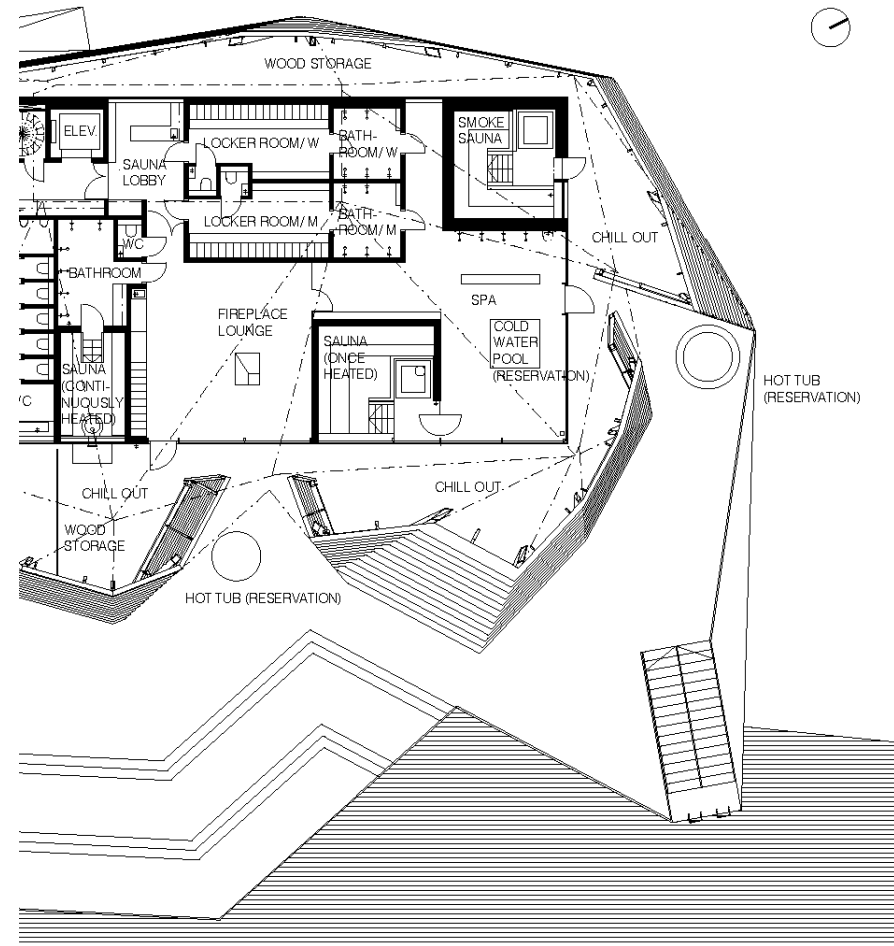 WOOD STORAGE
ELEV.
SAUNA
LOBBY
LOCKER ROOM/ W
BATH-
ROOM/ W
SMOKE
SAUNA
LOCKER ROOM/ M
BATH-
ROOM/ M
WC
BATHROOM
CHILL OUT
SPA
FIREPLACE
LOUNGE
COLD
WATER
POOL
(RESERVATION)
SAUNA
(ONCE
HEATED)
SAUNA
(CONTI-
NUOUSLY
HEATED)
HOT TUB
(RESERVATION)
CHILL OUT
CHILL OUT
WOOD
STORAGE
HOT TUB (RESERVATION)